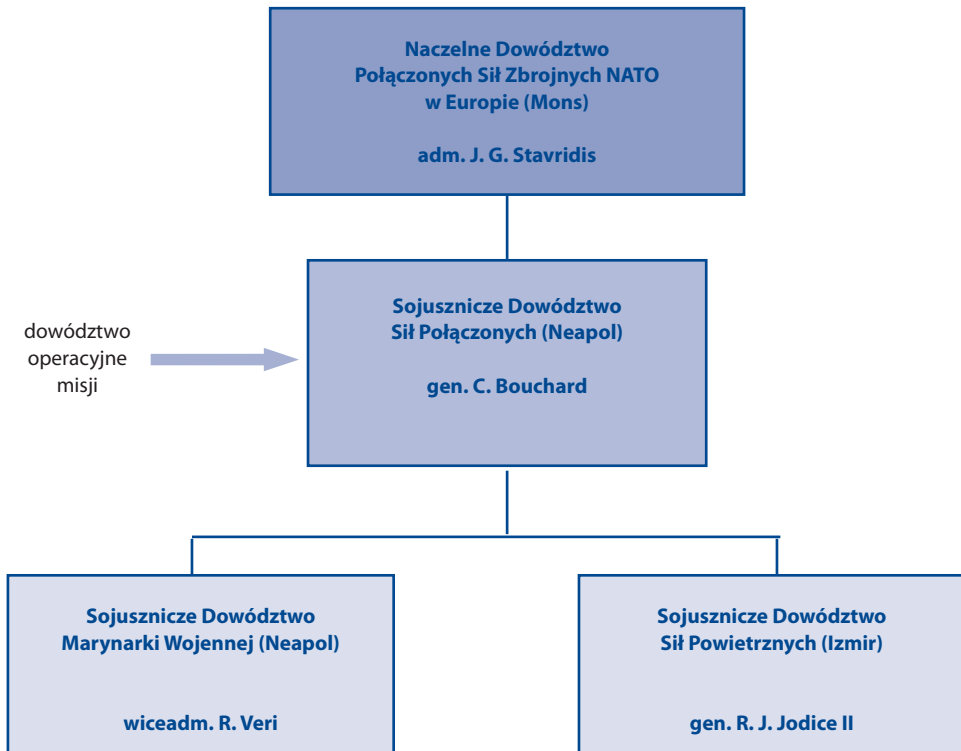 Naczelne Dowództwo
Połączonych Sił Zbrojnych NATO
w Europie (Mons)
adm. J. G. Stavridis
dowództwo
operacyjne
misji
Sojusznicze Dowództwo
Sił Połączonych (Neapol)
gen. C. Bouchard
Sojusznicze Dowództwo
Marynarki Wojennej (Neapol)
wiceadm. R. Veri
Sojusznicze Dowództwo
Sił Powietrznych (Izmir)
gen. R. J. Jodice II